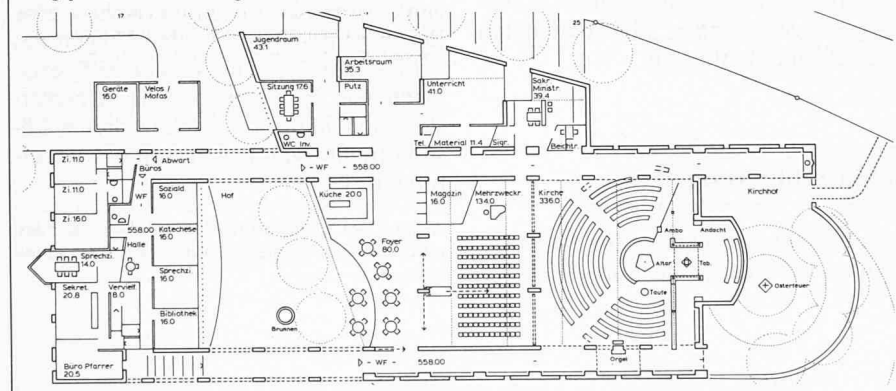 17
25
Jugendraum
43.1
Arbeitsraum
35.3
Geräte
16.0
Velos /
Mofas
Sitzung 17.6
Putz
Unterricht
41.0
Sakr.
Ministr.
39.4
WC Inv.
Tel.
Material 11.4
Sigr.
Beichtr.
Zi. 11.0
Abwart
Büros
WF - 558.00
Zi. 11.0
WF
Soziald.
16.0
Hof
Küche 20.0
Magazin
16.0
Mehrzweckr.
134.0
Kirche
336.0
Kirchhof
Zi. 16.0
558.00
Halle
Katechese
16.0
Foyer
80.0
Ambo
Andacht
Sprechzi.
14.0
Sprechzi.
16.0
Altar
Tab.
Sekret.
20.8
Vervielf.
8.0
Taufe
Osterfeuer
Bibliothek
16.0
Brunnen
Orgel
Büro Pfarrer
20.5
WF - 558.00